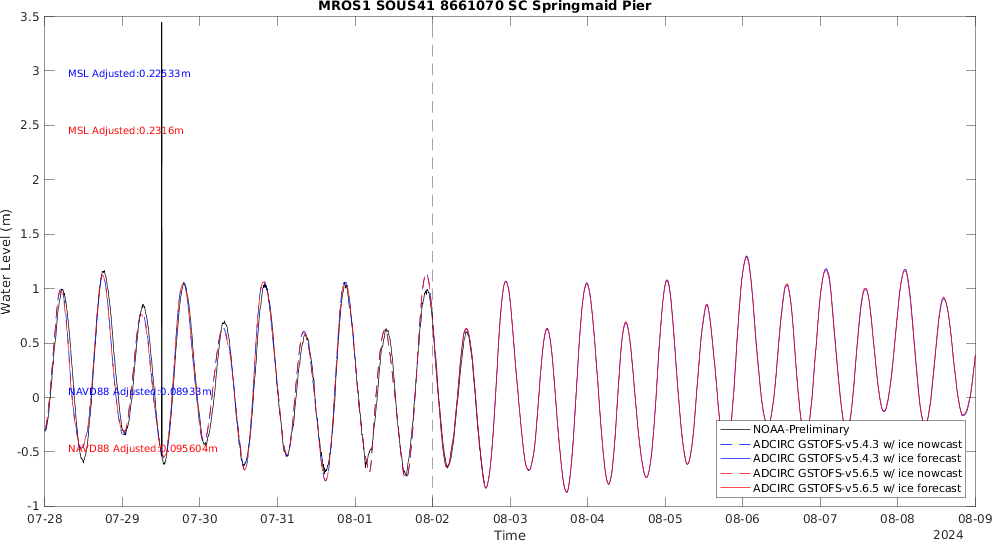 MROS1 SOUS41 8661070 SC Springmaid Pier
3.5
3
2.5
2
1.5
1
0.5
0
-0.5
-1
Water Level (m)
MSL Adjusted:0.22533m
MSL Adjusted:0.2316m
NAVD88 Adjusted:0.08933m
NAVD88 Adjusted:0.095604m
NOAA-Preliminary
ADCIRC GSTOFS-v5.4.3 w/ ice nowcast
ADCIRC GSTOFS-v5.4.3 w/ ice forecast
ADCIRC GSTOFS-v5.6.5 w/ ice nowcast
ADCIRC GSTOFS-v5.6.5 w/ ice forecast
07-28 07-29 07-30 07-31 08-01 08-02 08-03 08-04 08-05 08-06 08-07 08-08 08-09
Time
2024